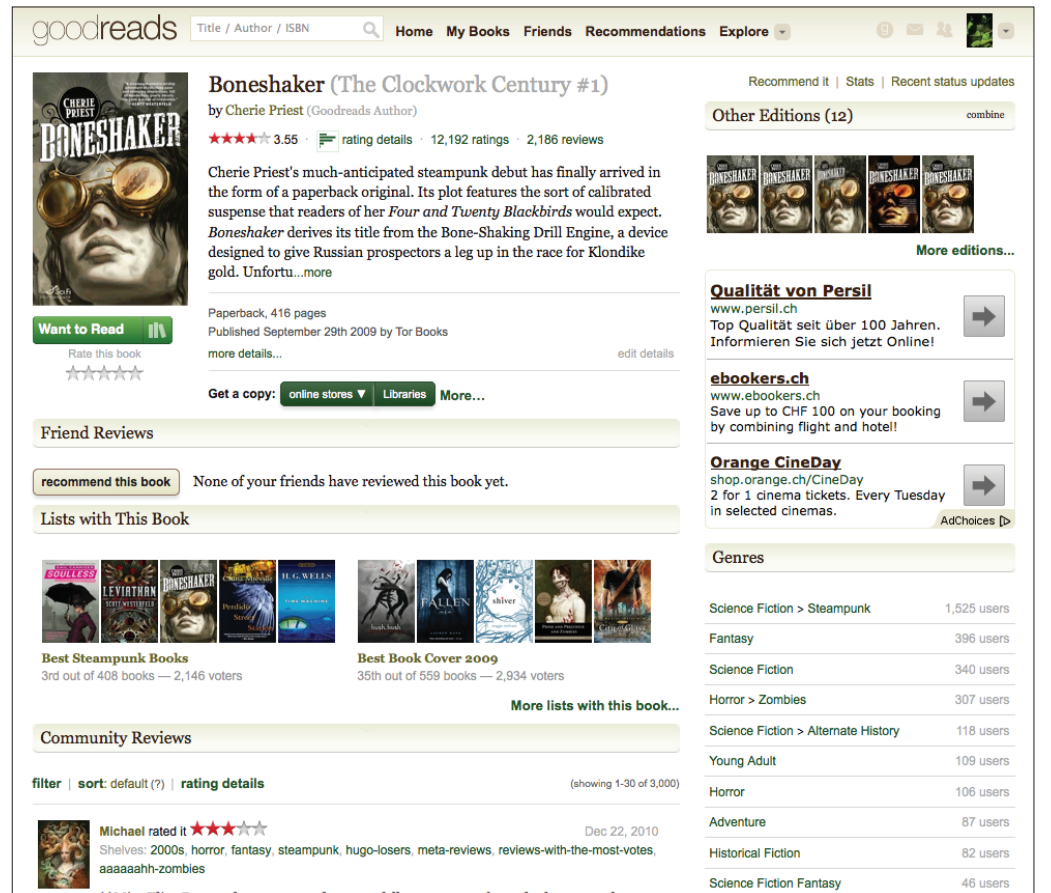 goodreads
Title / Author / ISBN
Home My Books Friends Recommendations Explore
CHERIE
PRIEST
BONESHAKER
Want to Read
Rate this book
Boneshaker (The Clockwork Century #1)
by Cherie Priest (Goodreads Author)
3.55 · rating details · 12,192 ratings · 2,186 reviews
Cherie Priest's much-anticipated steampunk debut has finally arrived in
the form of a paperback original. Its plot features the sort of calibrated
suspense that readers of her Four and Twenty Blackbirds would expect.
Boneshaker derives its title from the Bone-Shaking Drill Engine, a device
designed to give Russian prospectors a leg up in the race for Klondike
gold. Unfortu...more
Paperback, 416 pages
Published September 29th 2009 by Tor Books
more details...
edit details
Get a copy: online stores ▼ Libraries More...
Friend Reviews
recommend this book None of your friends have reviewed this book yet.
Lists with This Book
SOULLESS
LEVIATHAN
SCOTT WESTERFELD
BONESHAKER
Perdido
Street
Station
H. G. WELLS
TIME MACHINE
hush, hush
FALLEN
shiver
Best Steampunk Books
3rd out of 408 books — 2,146 voters
Best Book Cover 2009
35th out of 559 books — 2,934 voters
More lists with this book...
Community Reviews
filter | sort: default (?) | rating details
(showing 1-30 of 3,000)
Michael rated it
Dec 22, 2010
Shelves: 2000s, horror, fantasy, steampunk, hugo-losers, meta-reviews, reviews-with-the-most-votes,
aaaaaahh-zombies
Recommend it | Stats | Recent status updates
Other Editions (12)
combine
BONESHAKER
BONESHAKER
BONESHAKER
BONESHAKER
BONESHAKER
More editions...
Qualität von Persil
www.persil.ch
Top Qualität seit über 100 Jahren.
Informieren Sie sich jetzt Online!
ebookers.ch
www.ebookers.ch
Save up to CHF 100 on your booking
by combining flight and hotel!
Orange CineDay
shop.orange.ch/CineDay
2 for 1 cinema tickets. Every Tuesday
in selected cinemas.
AdChoices
Genres
Science Fiction > Steampunk 1,525 users
Fantasy 396 users
Science Fiction 340 users
Horror > Zombies 307 users
Science Fiction > Alternate History 118 users
Young Adult 109 users
Horror 106 users
Adventure 87 users
Historical Fiction 82 users
Science Fiction Fantasy 46 users